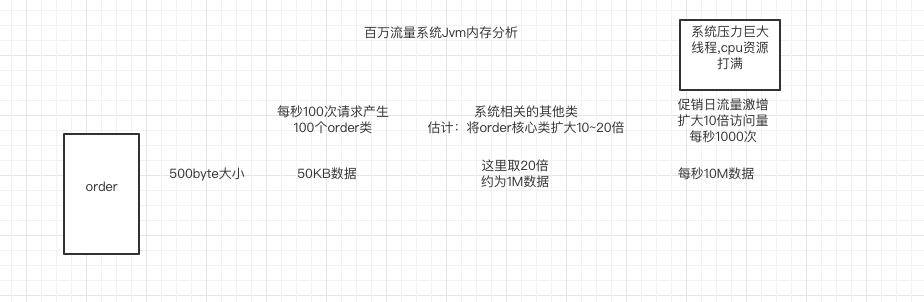 百万流量系统Jvm内存分析
系统压力巨大
线程,cpu资源
打满
每秒100次请求产生
100个order类
系统相关的其他类
估计：将order核心类扩大10~20倍
促销日流量激增
扩大10倍访问量
每秒1000次
order
500byte大小
50KB数据
这里取20倍
约为1M数据
每秒10M数据